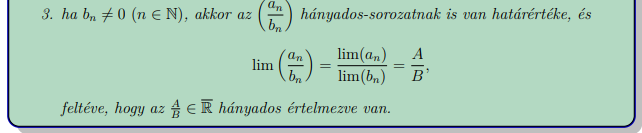 3. ha bₙ ≠ 0 (n ∈ ℕ), akkor az (aₙ/bₙ) hányados-sorozatnak is van határértéke, és
lim (aₙ/bₙ) = lim(aₙ)/lim(bₙ) = A/B,
feltéve, hogy az A/B ∈ ℝ̅ hányados értelmezve van.